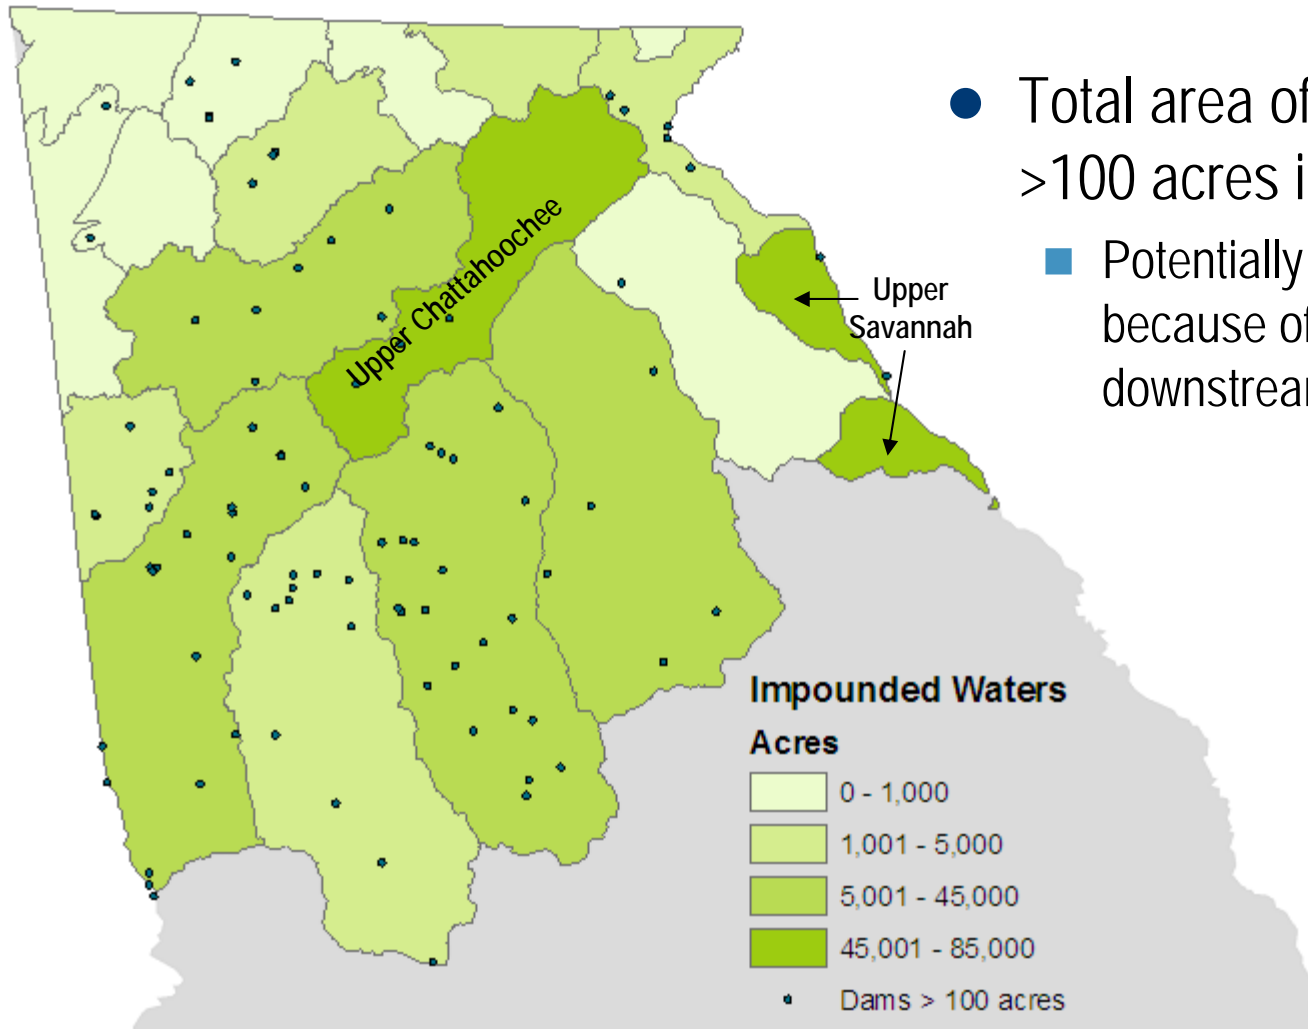 Total area of
>100 acres i
Potentially
because of
downstrear
Upper Chattahoochee
Upper
Savannah
Impounded Waters
Acres
0 - 1,000
1,001 - 5,000
5,001 - 45,000
45,001 - 85,000
Dams > 100 acres